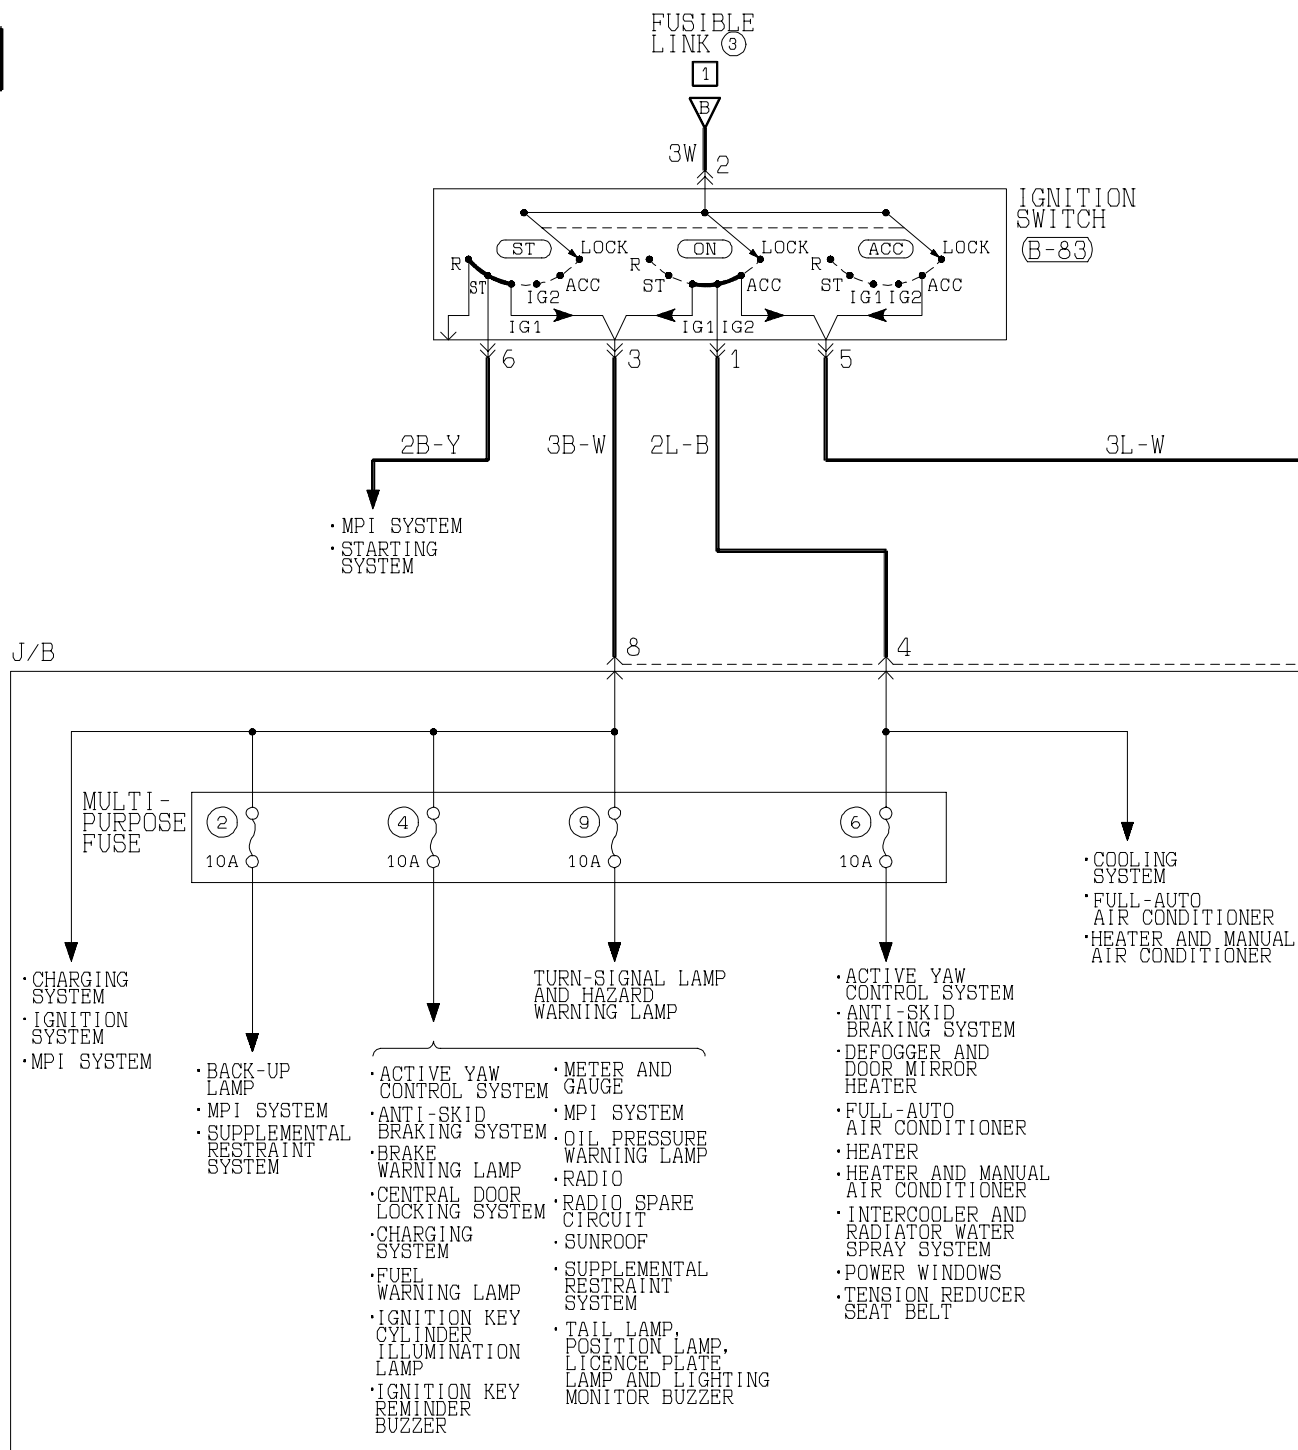 FUSIBLE
LINK ③
1
B
3W
2
IGNITION
SWITCH
B-83
ST
LOCK
ON
LOCK
ACC
LOCK
R
ST
IG2
ACC
IG1
R
ST
IG1
IG2
ACC
R
ST
IG1
IG2
ACC
6
3
1
5
2B-Y
3B-W
2L-B
3L-W
·MPI SYSTEM
·STARTING
SYSTEM
J/B
8
4
MULTI-
PURPOSE
FUSE
②
10A
④
10A
⑨
10A
⑥
10A
·CHARGING
SYSTEM
·IGNITION
SYSTEM
·MPI SYSTEM
·BACK-UP
LAMP
·MPI SYSTEM
·SUPPLEMENTAL
RESTRAINT
SYSTEM
·ACTIVE YAW
CONTROL SYSTEM
·ANTI-SKID
BRAKING SYSTEM
·BRAKE
WARNING LAMP
·CENTRAL DOOR
LOCKING SYSTEM
·CHARGING
SYSTEM
·FUEL
WARNING LAMP
·IGNITION KEY
CYLINDER
ILLUMINATION
LAMP
·IGNITION KEY
REMINDER
BUZZER
·METER AND
GAUGE
·MPI SYSTEM
·OIL PRESSURE
WARNING LAMP
·RADIO
·RADIO SPARE
CIRCUIT
·SUNROOF
·SUPPLEMENTAL
RESTRAINT
SYSTEM
·TAIL LAMP,
POSITION LAMP,
LICENCE PLATE
LAMP AND LIGHTING
MONITOR BUZZER
TURN-SIGNAL LAMP
AND HAZARD
WARNING LAMP
·ACTIVE YAW
CONTROL SYSTEM
·ANTI-SKID
BRAKING SYSTEM
·DEFOGGER AND
DOOR MIRROR
HEATER
·FULL-AUTO
AIR CONDITIONER
·HEATER
·HEATER AND MANUAL
AIR CONDITIONER
·INTERCOOLER AND
RADIATOR WATER
SPRAY SYSTEM
·POWER WINDOWS
·TENSION REDUCER
SEAT BELT
·COOLING
SYSTEM
·FULL-AUTO
AIR CONDITIONER
·HEATER AND MANUAL
AIR CONDITIONER